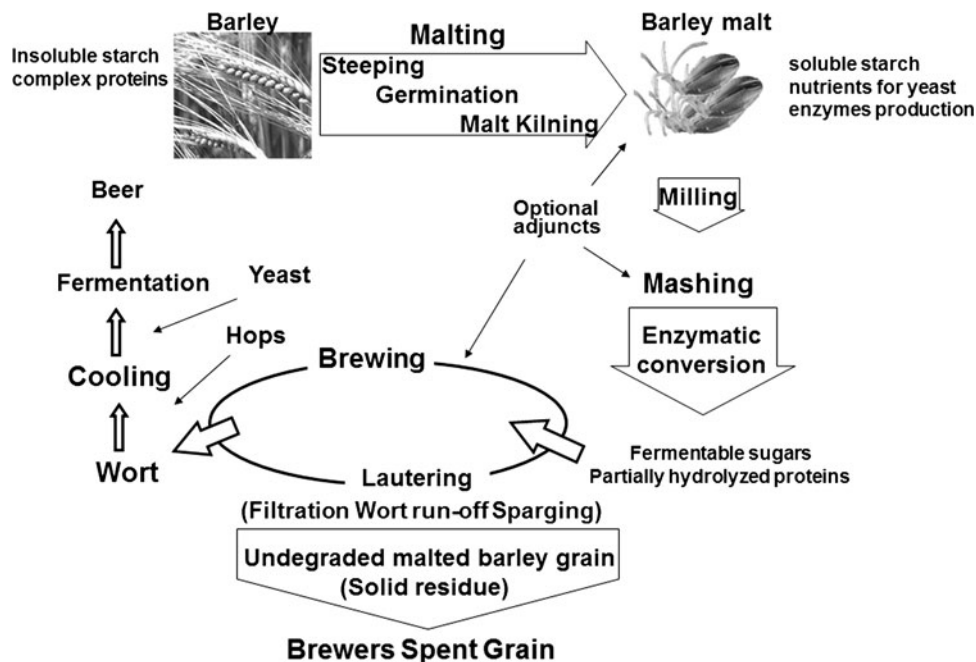 Barley
Insoluble starch
complex proteins
Malting
Steeping
Germination
Malt Kilning
Barley malt
soluble starch
nutrients for yeast
enzymes production
Milling
Optional
adjuncts
Mashing
Enzymatic
conversion
Fermentable sugars
Partially hydrolyzed proteins
Brewing
Lautering
(Filtration Wort run-off Sparging)
Undegraded malted barley grain
(Solid residue)
Brewers Spent Grain
Beer
Fermentation
Yeast
Cooling
Hops
Wort